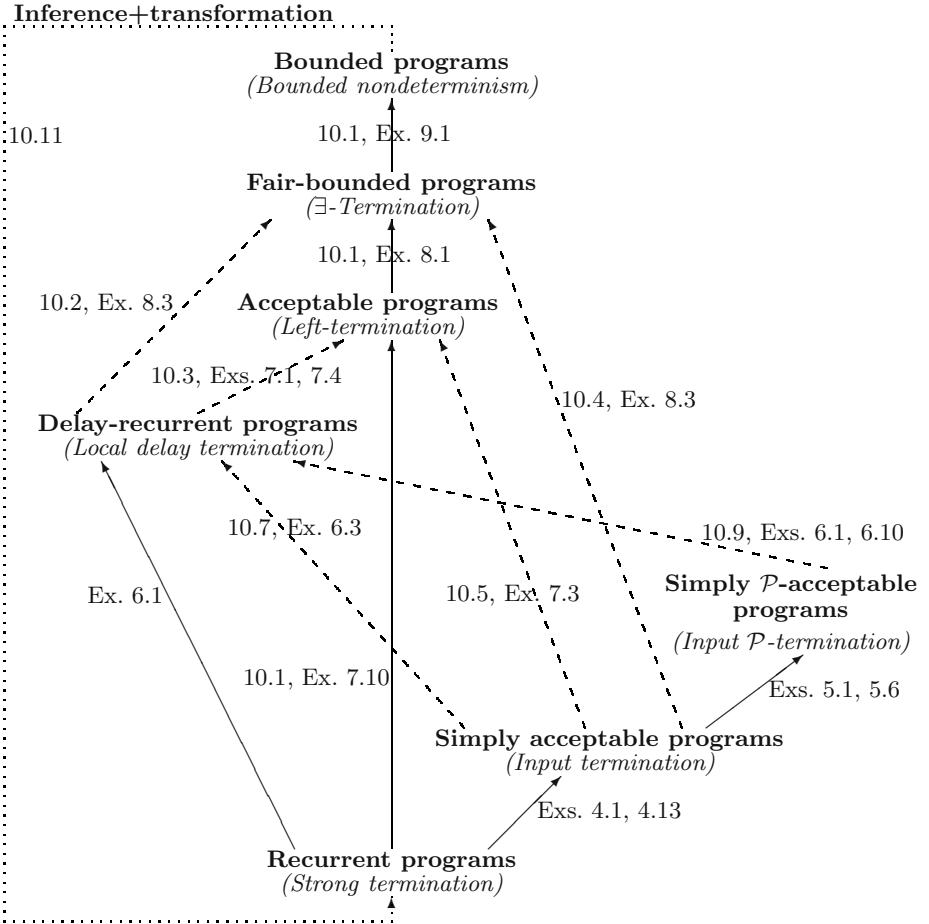 Inference+transformation
Bounded programs
(Bounded nondeterminism)
10.11
10.1, Ex. 9.1
Fair-bounded programs
(∃-Termination)
10.1, Ex. 8.1
10.2, Ex. 8.3
Acceptable programs
(Left-termination)
10.3, Exs. 7.1, 7.4
10.4, Ex. 8.3
Delay-recurrent programs
(Local delay termination)
10.7, Ex. 6.3
10.9, Exs. 6.1, 6.10
Ex. 6.1
10.5, Ex. 7.3
Simply 𝒫-acceptable
programs
(Input 𝒫-termination)
10.1, Ex. 7.10
Exs. 5.1, 5.6
Simply acceptable programs
(Input termination)
Exs. 4.1, 4.13
Recurrent programs
(Strong termination)